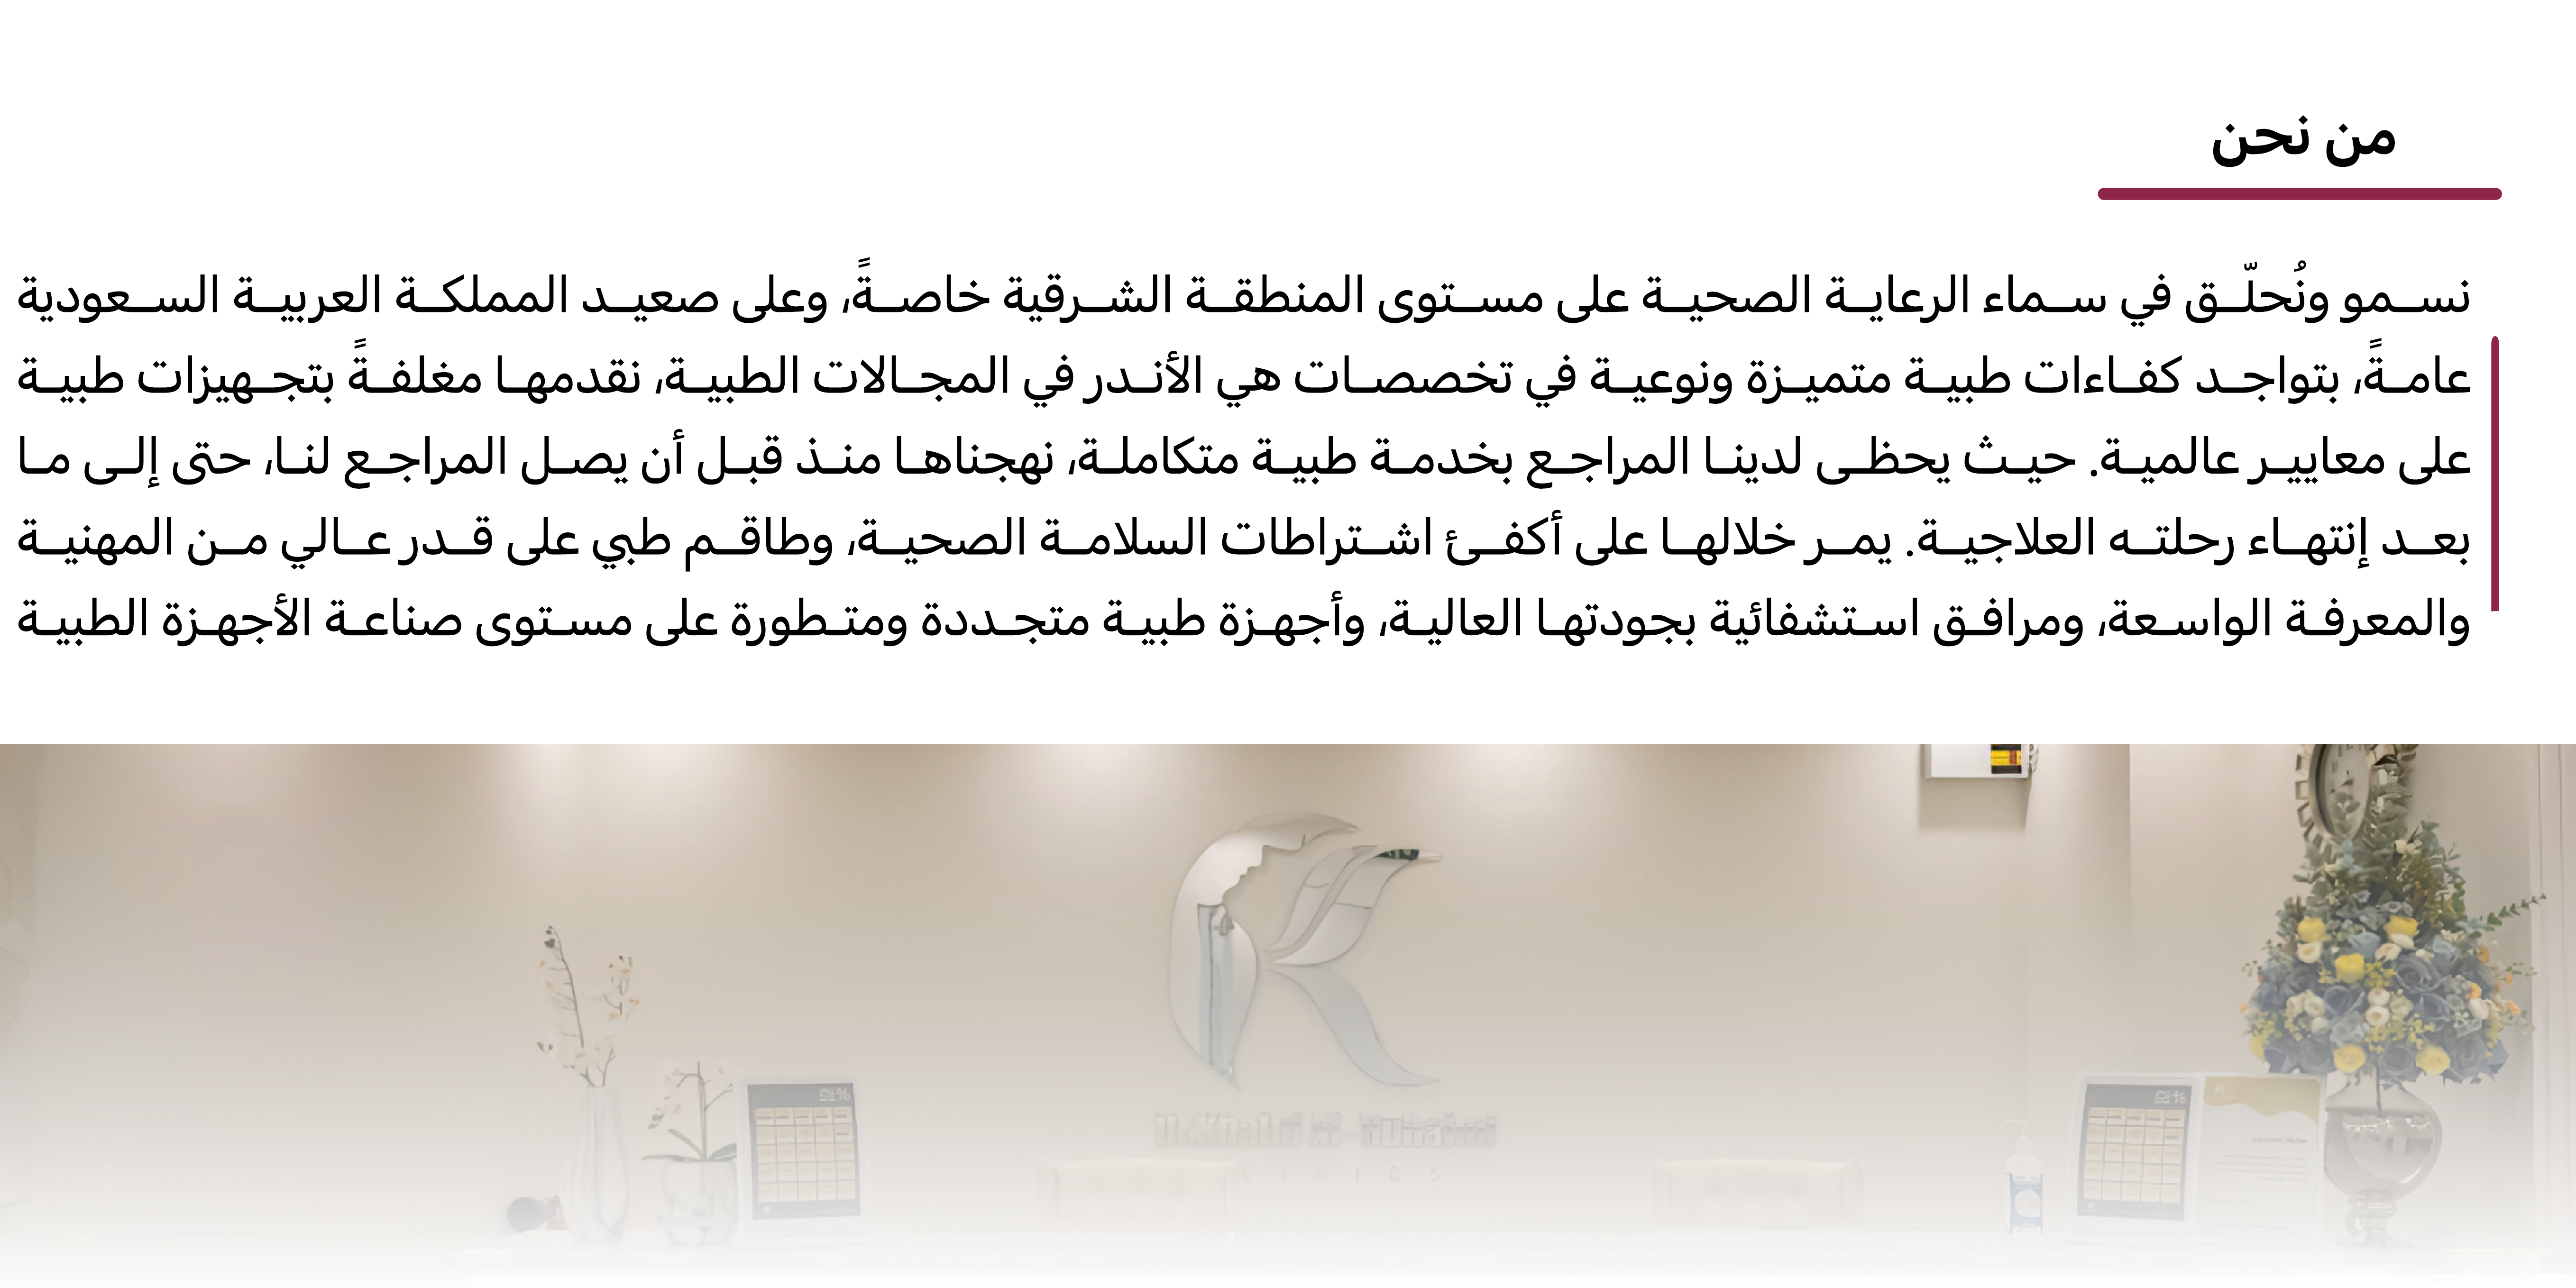 من نحن
نسمو ونُحلّق في سماء الرعاية الصحية على مستوى المنطقة الشرقية خاصةً، وعلى صعيد المملكة العربية السعودية
عامةً، بتواجد كفاءات طبية متميزة ونوعية في تخصصات هي الأندر في المجالات الطبية، نقدمها مغلفةً بتجهيزات طبية
على معايير عالمية. حيث يحظى لدينا المراجع بخدمة طبية متكاملة، نهجناها منذ قبل أن يصل المراجع لنا، حتى إلى ما
بعد إنتهاء رحلته العلاجية. يمر خلالها على أكفئ اشتراطات السلامة الصحية، وطاقم طبي على قدر عالي من المهنية
والمعرفة الواسعة، ومرافق استشفائية بجودتها العالية، وأجهزة طبية متجددة ومتطورة على مستوى صناعة الأجهزة الطبية